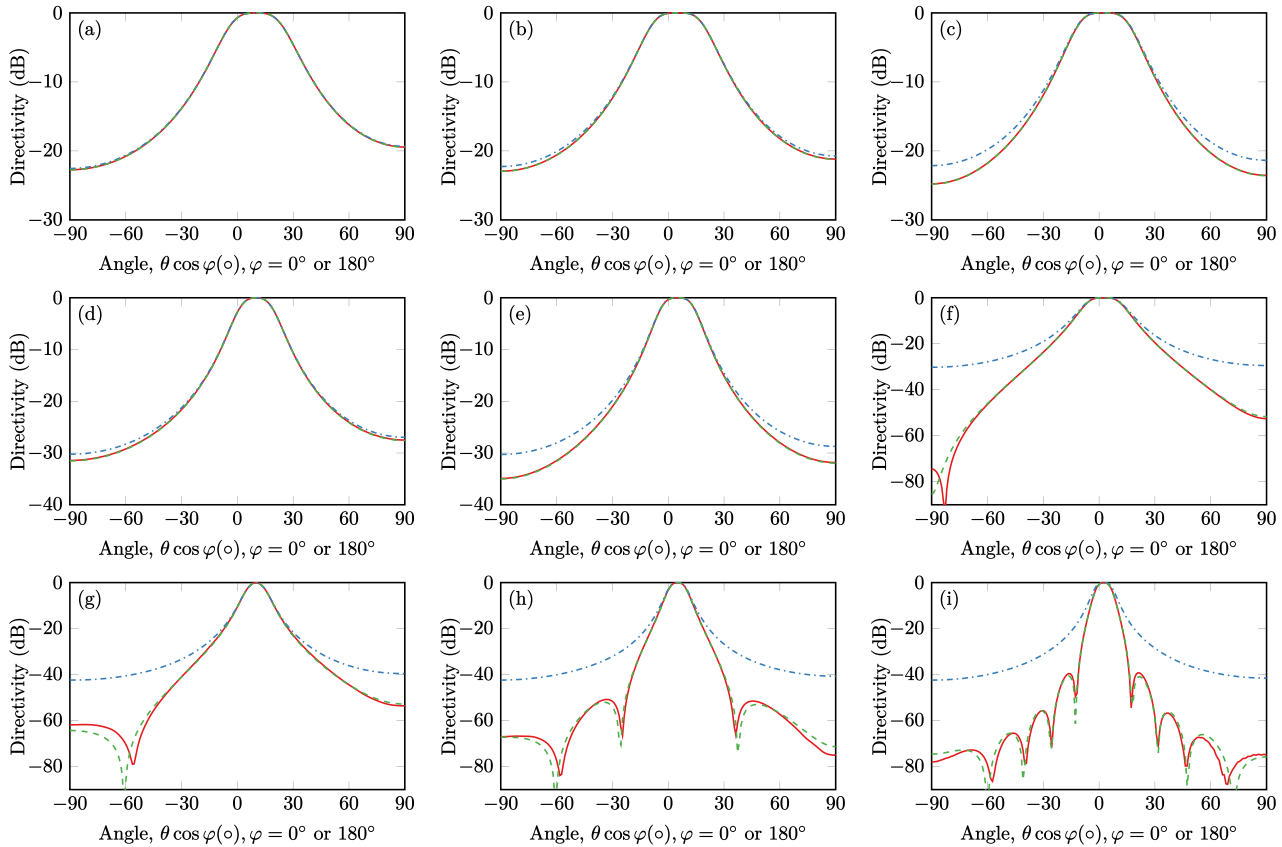 (a)
Directivity (dB)
0
−10
−20
−30
−90 −60 −30 0 30 60 90
Angle, θ cos φ(∘), φ = 0° or 180°
(b)
Directivity (dB)
0
−10
−20
−30
−90 −60 −30 0 30 60 90
Angle, θ cos φ(∘), φ = 0° or 180°
(c)
Directivity (dB)
0
−10
−20
−30
−90 −60 −30 0 30 60 90
Angle, θ cos φ(∘), φ = 0° or 180°
(d)
Directivity (dB)
0
−10
−20
−30
−40
−90 −60 −30 0 30 60 90
Angle, θ cos φ(∘), φ = 0° or 180°
(e)
Directivity (dB)
0
−10
−20
−30
−40
−90 −60 −30 0 30 60 90
Angle, θ cos φ(∘), φ = 0° or 180°
(f)
Directivity (dB)
0
−20
−40
−60
−80
−90 −60 −30 0 30 60 90
Angle, θ cos φ(∘), φ = 0° or 180°
(g)
Directivity (dB)
0
−20
−40
−60
−80
−90 −60 −30 0 30 60 90
Angle, θ cos φ(∘), φ = 0° or 180°
(h)
Directivity (dB)
0
−20
−40
−60
−80
−90 −60 −30 0 30 60 90
Angle, θ cos φ(∘), φ = 0° or 180°
(i)
Directivity (dB)
0
−20
−40
−60
−80
−90 −60 −30 0 30 60 90
Angle, θ cos φ(∘), φ = 0° or 180°